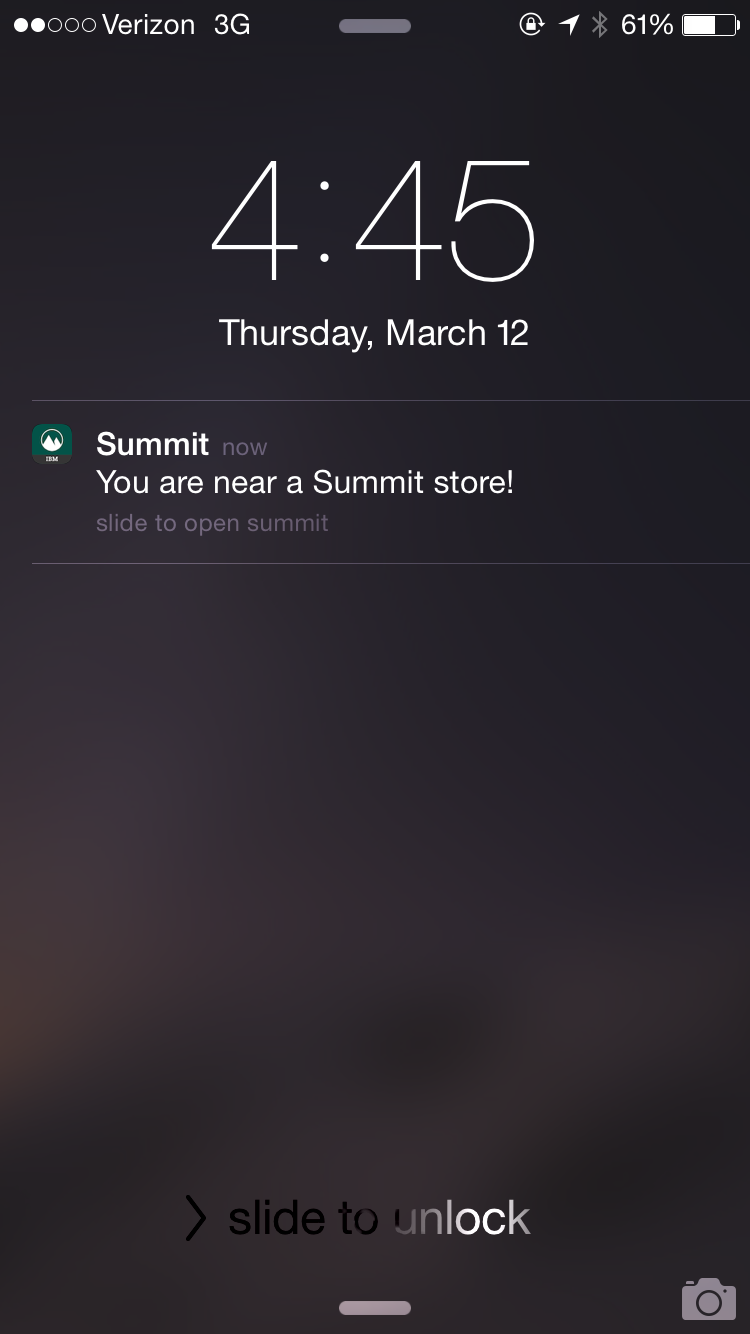 Verizon 3G 61%
4:45
Thursday, March 12
Summit now
You are near a Summit store!
IBM
slide to open summit
slide to unlock